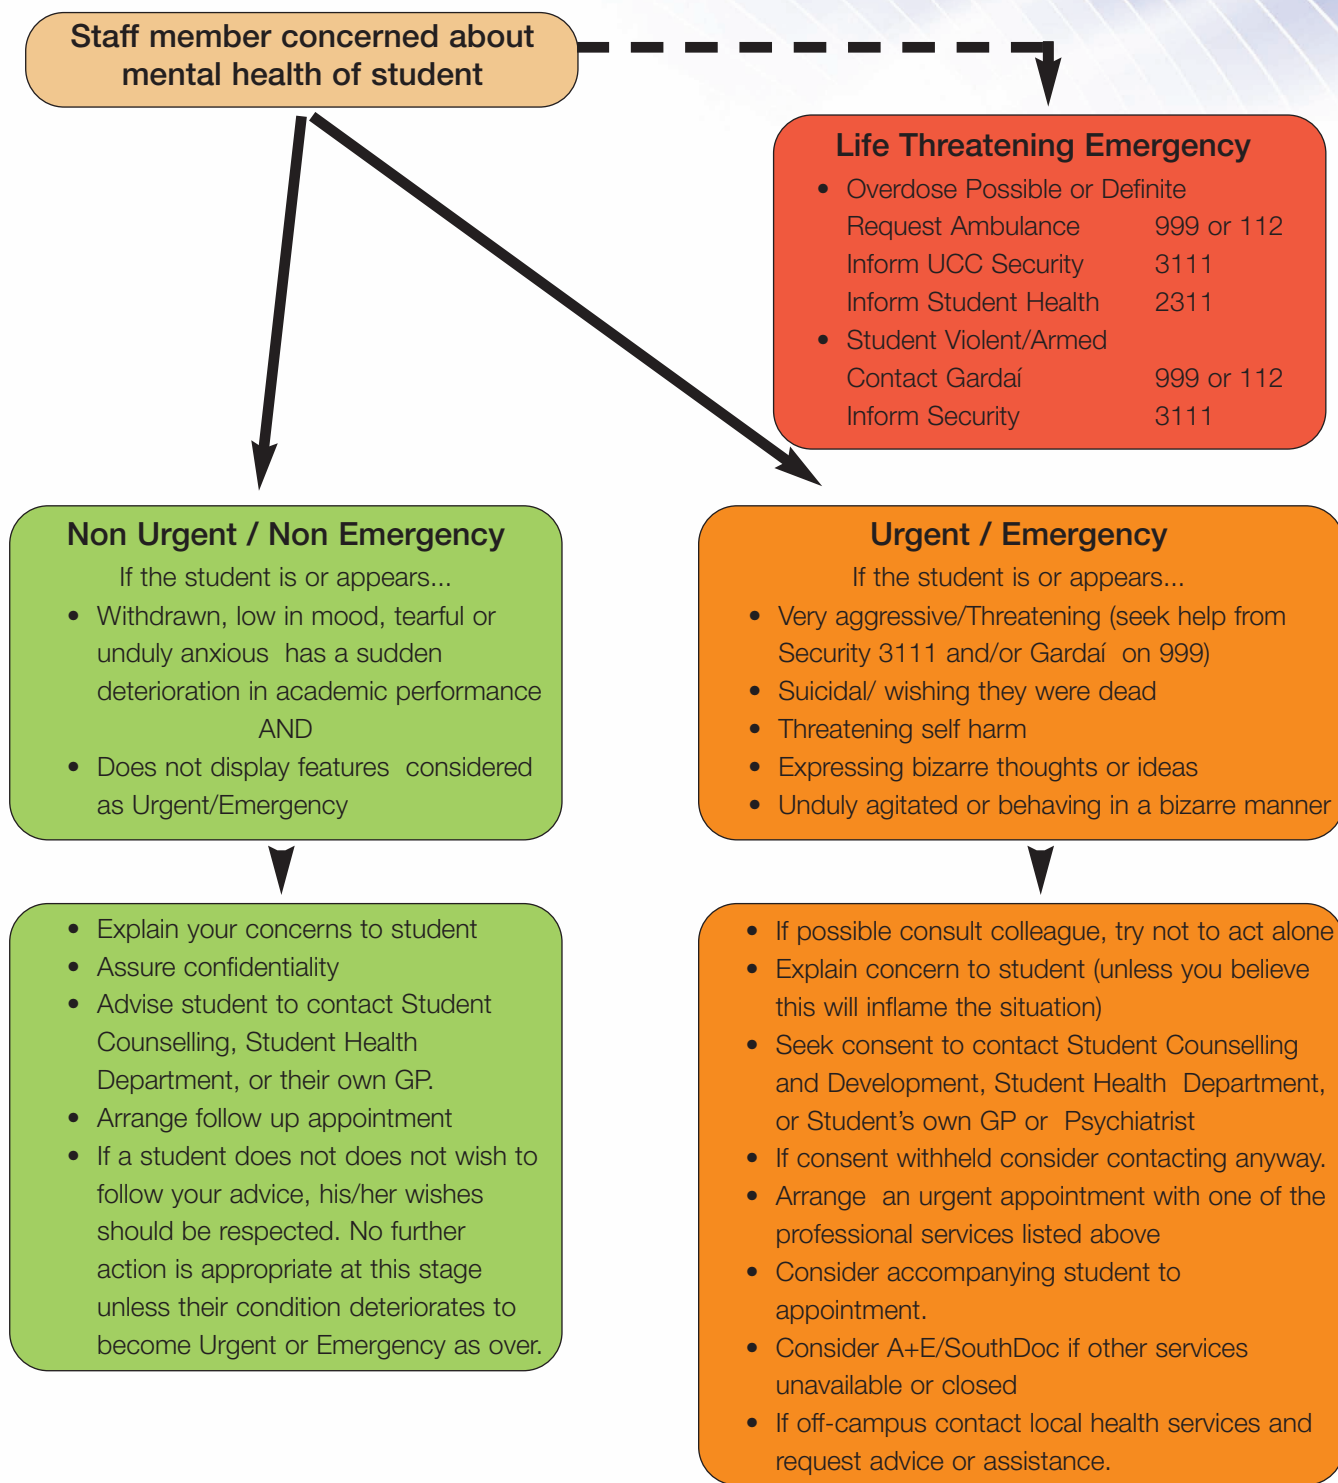 Staff member concerned about
mental health of student
Life Threatening Emergency
• Overdose Possible or Definite
Request Ambulance 999 or 112
Inform UCC Security 3111
Inform Student Health 2311
• Student Violent/Armed
Contact Gardaí 999 or 112
Inform Security 3111
Non Urgent / Non Emergency
If the student is or appears...
• Withdrawn, low in mood, tearful or
unduly anxious has a sudden
deterioration in academic performance
AND
• Does not display features considered
as Urgent/Emergency
Urgent / Emergency
If the student is or appears...
• Very aggressive/Threatening (seek help from
Security 3111 and/or Gardaí on 999)
• Suicidal/ wishing they were dead
• Threatening self harm
• Expressing bizarre thoughts or ideas
• Unduly agitated or behaving in a bizarre manner
• Explain your concerns to student
• Assure confidentiality
• Advise student to contact Student
Counselling, Student Health
Department, or their own GP.
• Arrange follow up appointment
• If a student does not does not wish to
follow your advice, his/her wishes
should be respected. No further
action is appropriate at this stage
unless their condition deteriorates to
become Urgent or Emergency as over.
• If possible consult colleague, try not to act alone
• Explain concern to student (unless you believe
this will inflame the situation)
• Seek consent to contact Student Counselling
and Development, Student Health Department,
or Student's own GP or Psychiatrist
• If consent withheld consider contacting anyway.
• Arrange an urgent appointment with one of the
professional services listed above
• Consider accompanying student to
appointment.
• Consider A+E/SouthDoc if other services
unavailable or closed
• If off-campus contact local health services and
request advice or assistance.